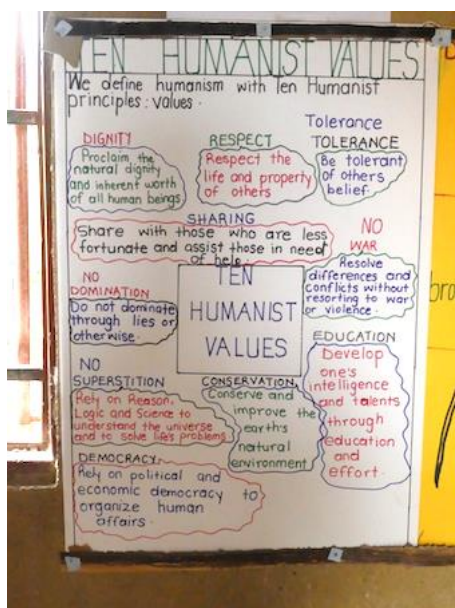 TEN HUMANIST VALUES
We define humanism with Ten Humanist
principles: values.
Tolerance
DIGNITY
Proclaim the
natural dignity
and inherent worth
of all human beings
RESPECT
Respect the
life and property
of others
TOLERANCE
Be tolerant
of others
belief.
SHARING
Share with those who are less
fortunate and assist those in need
of help.
NO
WAR
Resolve
differences and
conflicts without
resorting to war
or violence.
NO
DOMINATION
Do not dominate
through lies or
otherwise.
TEN
HUMANIST
VALUES
EDUCATION
Develop
one's
intelligence
and talents
through
education
and
effort.
NO
SUPERSTITION
Rely on Reason,
Logic and Science to
understand the universe
and to solve life's problems.
CONSERVATION,
Conserve and
improve the
earth's
natural
environment
DEMOCRACY:
Rely on political and
economic democracy to
organize human
affairs.